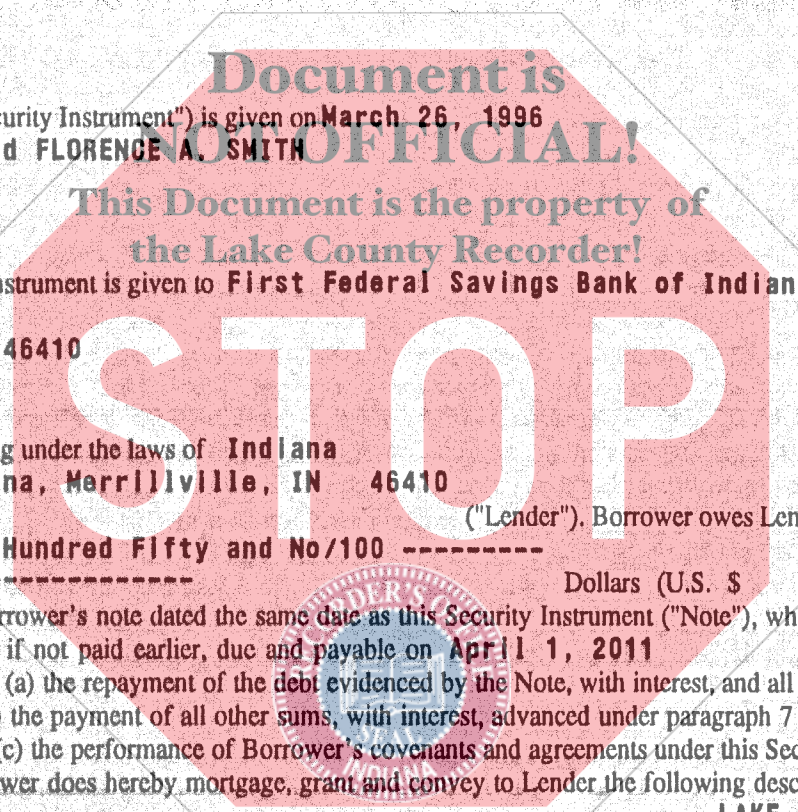 Document is
urity Instrument") is given on March 26, 1996
NOT OFFICIAL!
d FLORENCE A. SMITH
This Document is the property of
the Lake County Recorder!
nstrument is given to First Federal Savings Bank of Indian
46410
STOP
g under the laws of Indiana
na, Merrillville, IN 46410
("Lender"). Borrower owes Len
Hundred Fifty and No/100 ---------
-------------
Dollars (U.S. $
rrower's note dated the same date as this Security Instrument ("Note"), wh
if not paid earlier, due and payable on April 1, 2011
(a) the repayment of the debt evidenced by the Note, with interest, and all
the payment of all other sums, with interest, advanced under paragraph 7
(c) the performance of Borrower's covenants and agreements under this Sec
wer does hereby mortgage, grant and convey to Lender the following desc
RECORDER'S OFFICE
SEAL
INDIANA
LAKE